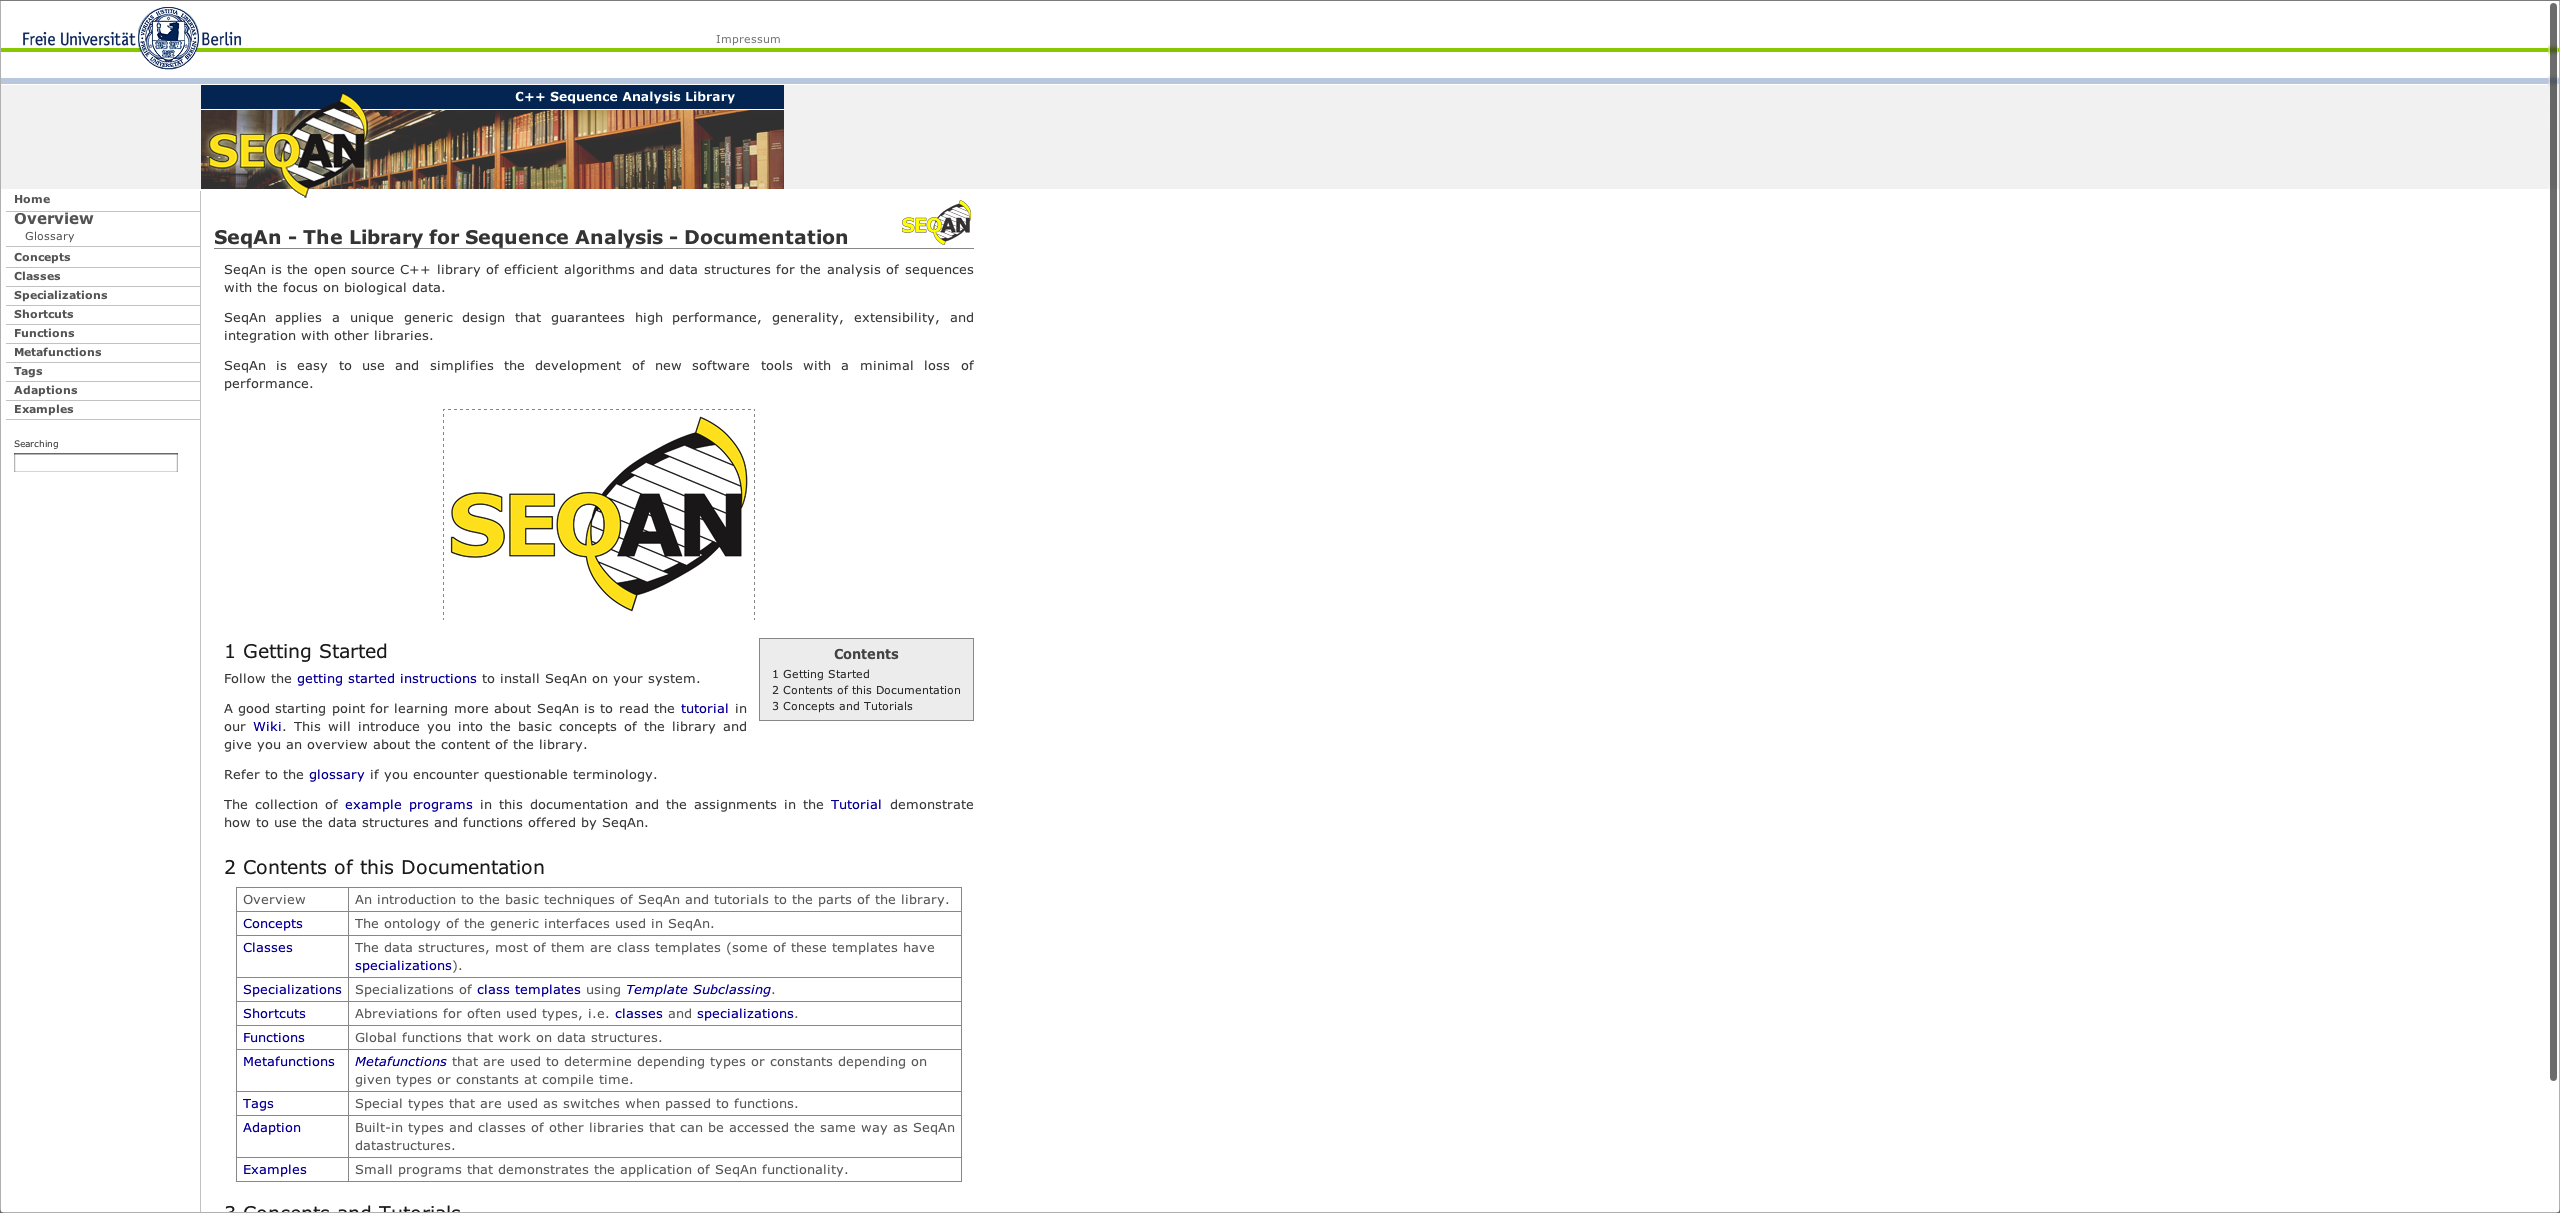 Freie Universität Berlin
Impressum
C++ Sequence Analysis Library
SEQAN
Home
Overview
Glossary
Concepts
Classes
Specializations
Shortcuts
Functions
Metafunctions
Tags
Adaptions
Examples
Searching
SEQAN
SeqAn - The Library for Sequence Analysis - Documentation
SeqAn is the open source C++ library of efficient algorithms and data structures for the analysis of sequences
with the focus on biological data.
SeqAn applies a unique generic design that guarantees high performance, generality, extensibility, and
integration with other libraries.
SeqAn is easy to use and simplifies the development of new software tools with a minimal loss of
performance.
SEQAN
1 Getting Started
Follow the getting started instructions to install SeqAn on your system.
A good starting point for learning more about SeqAn is to read the tutorial in
our Wiki. This will introduce you into the basic concepts of the library and
give you an overview about the content of the library.
Contents
1 Getting Started
2 Contents of this Documentation
3 Concepts and Tutorials
Refer to the glossary if you encounter questionable terminology.
The collection of example programs in this documentation and the assignments in the Tutorial demonstrate
how to use the data structures and functions offered by SeqAn.
2 Contents of this Documentation
Overview An introduction to the basic techniques of SeqAn and tutorials to the parts of the library.
Concepts The ontology of the generic interfaces used in SeqAn.
Classes The data structures, most of them are class templates (some of these templates have
specializations).
Specializations Specializations of class templates using Template Subclassing.
Shortcuts Abreviations for often used types, i.e. classes and specializations.
Functions Global functions that work on data structures.
Metafunctions Metafunctions that are used to determine depending types or constants depending on
given types or constants at compile time.
Tags Special types that are used as switches when passed to functions.
Adaption Built-in types and classes of other libraries that can be accessed the same way as SeqAn
datastructures.
Examples Small programs that demonstrates the application of SeqAn functionality.
3 Concepts and Tutorials